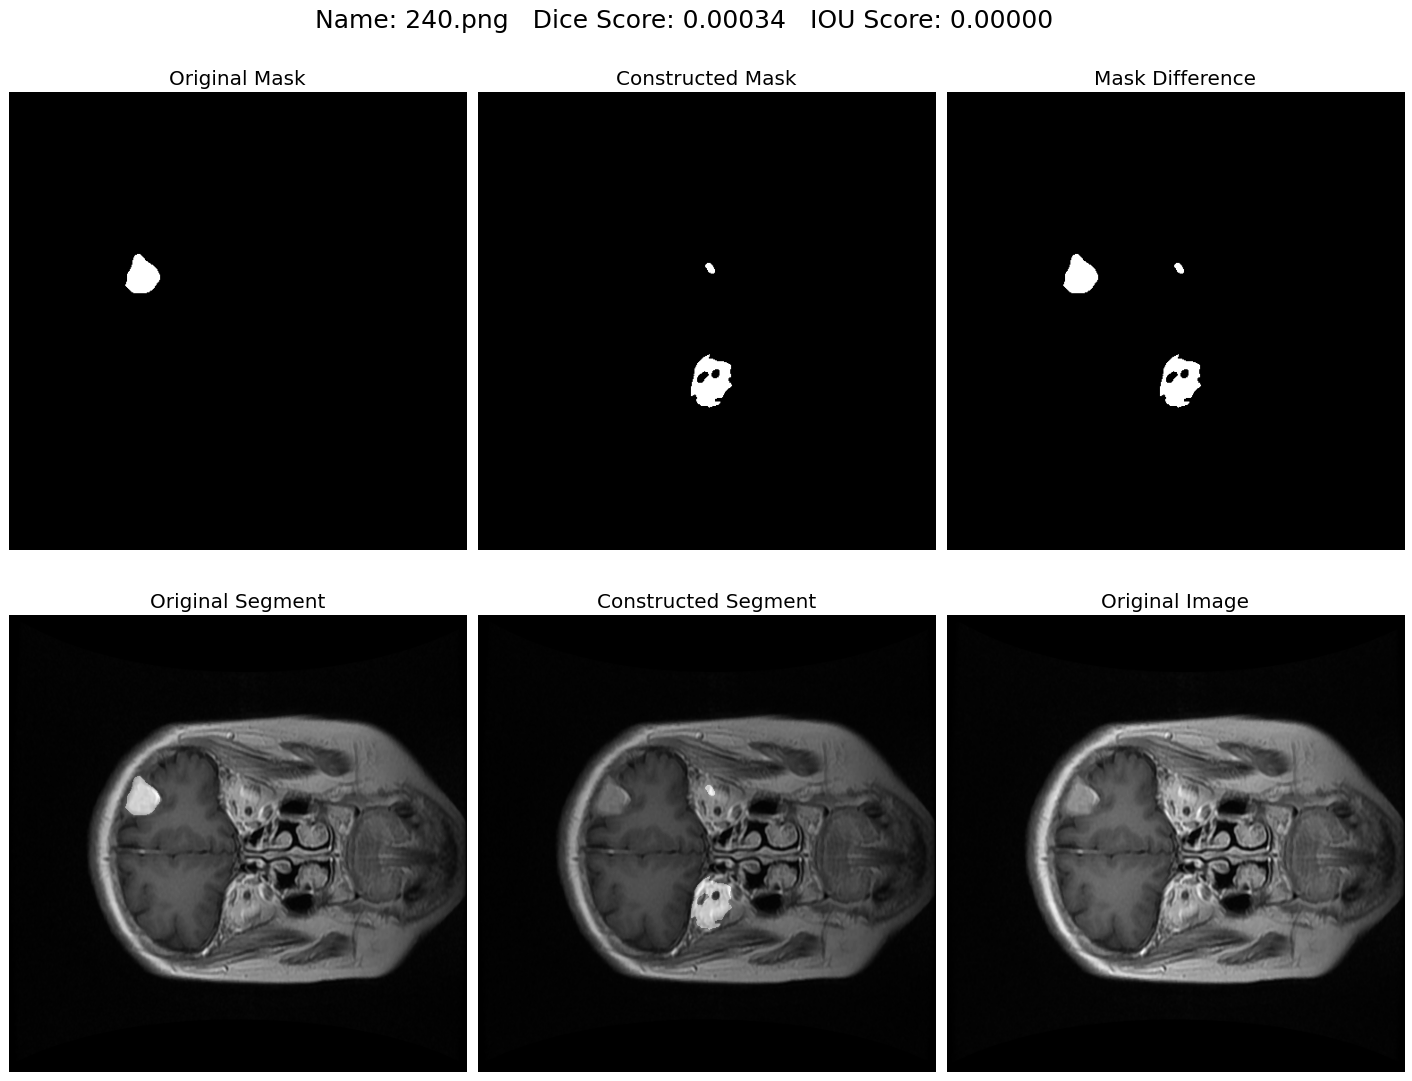 Name: 240.png   Dice Score: 0.00034   IOU Score: 0.00000
Original Mask
Constructed Mask
Mask Difference
Original Segment
Constructed Segment
Original Image